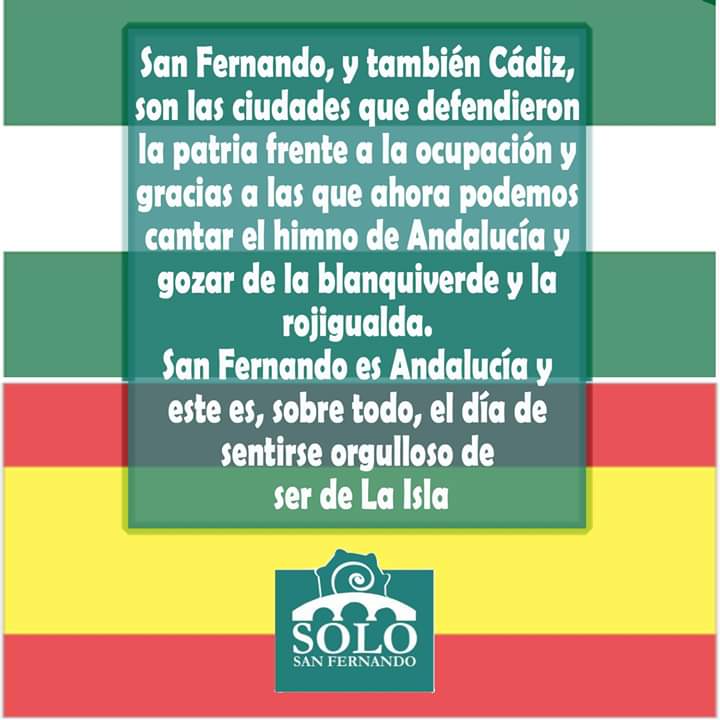 San Fernando, y también Cádiz,
son las ciudades que defendieron
la patria frente a la ocupación y
gracias a las que ahora podemos
cantar el himno de Andalucía y
gozar de la blanquiverde y la
rojigualda.
San Fernando es Andalucía y
este es, sobre todo, el día de
sentirse orgulloso de
ser de La Isla
SOLO
SAN FERNANDO